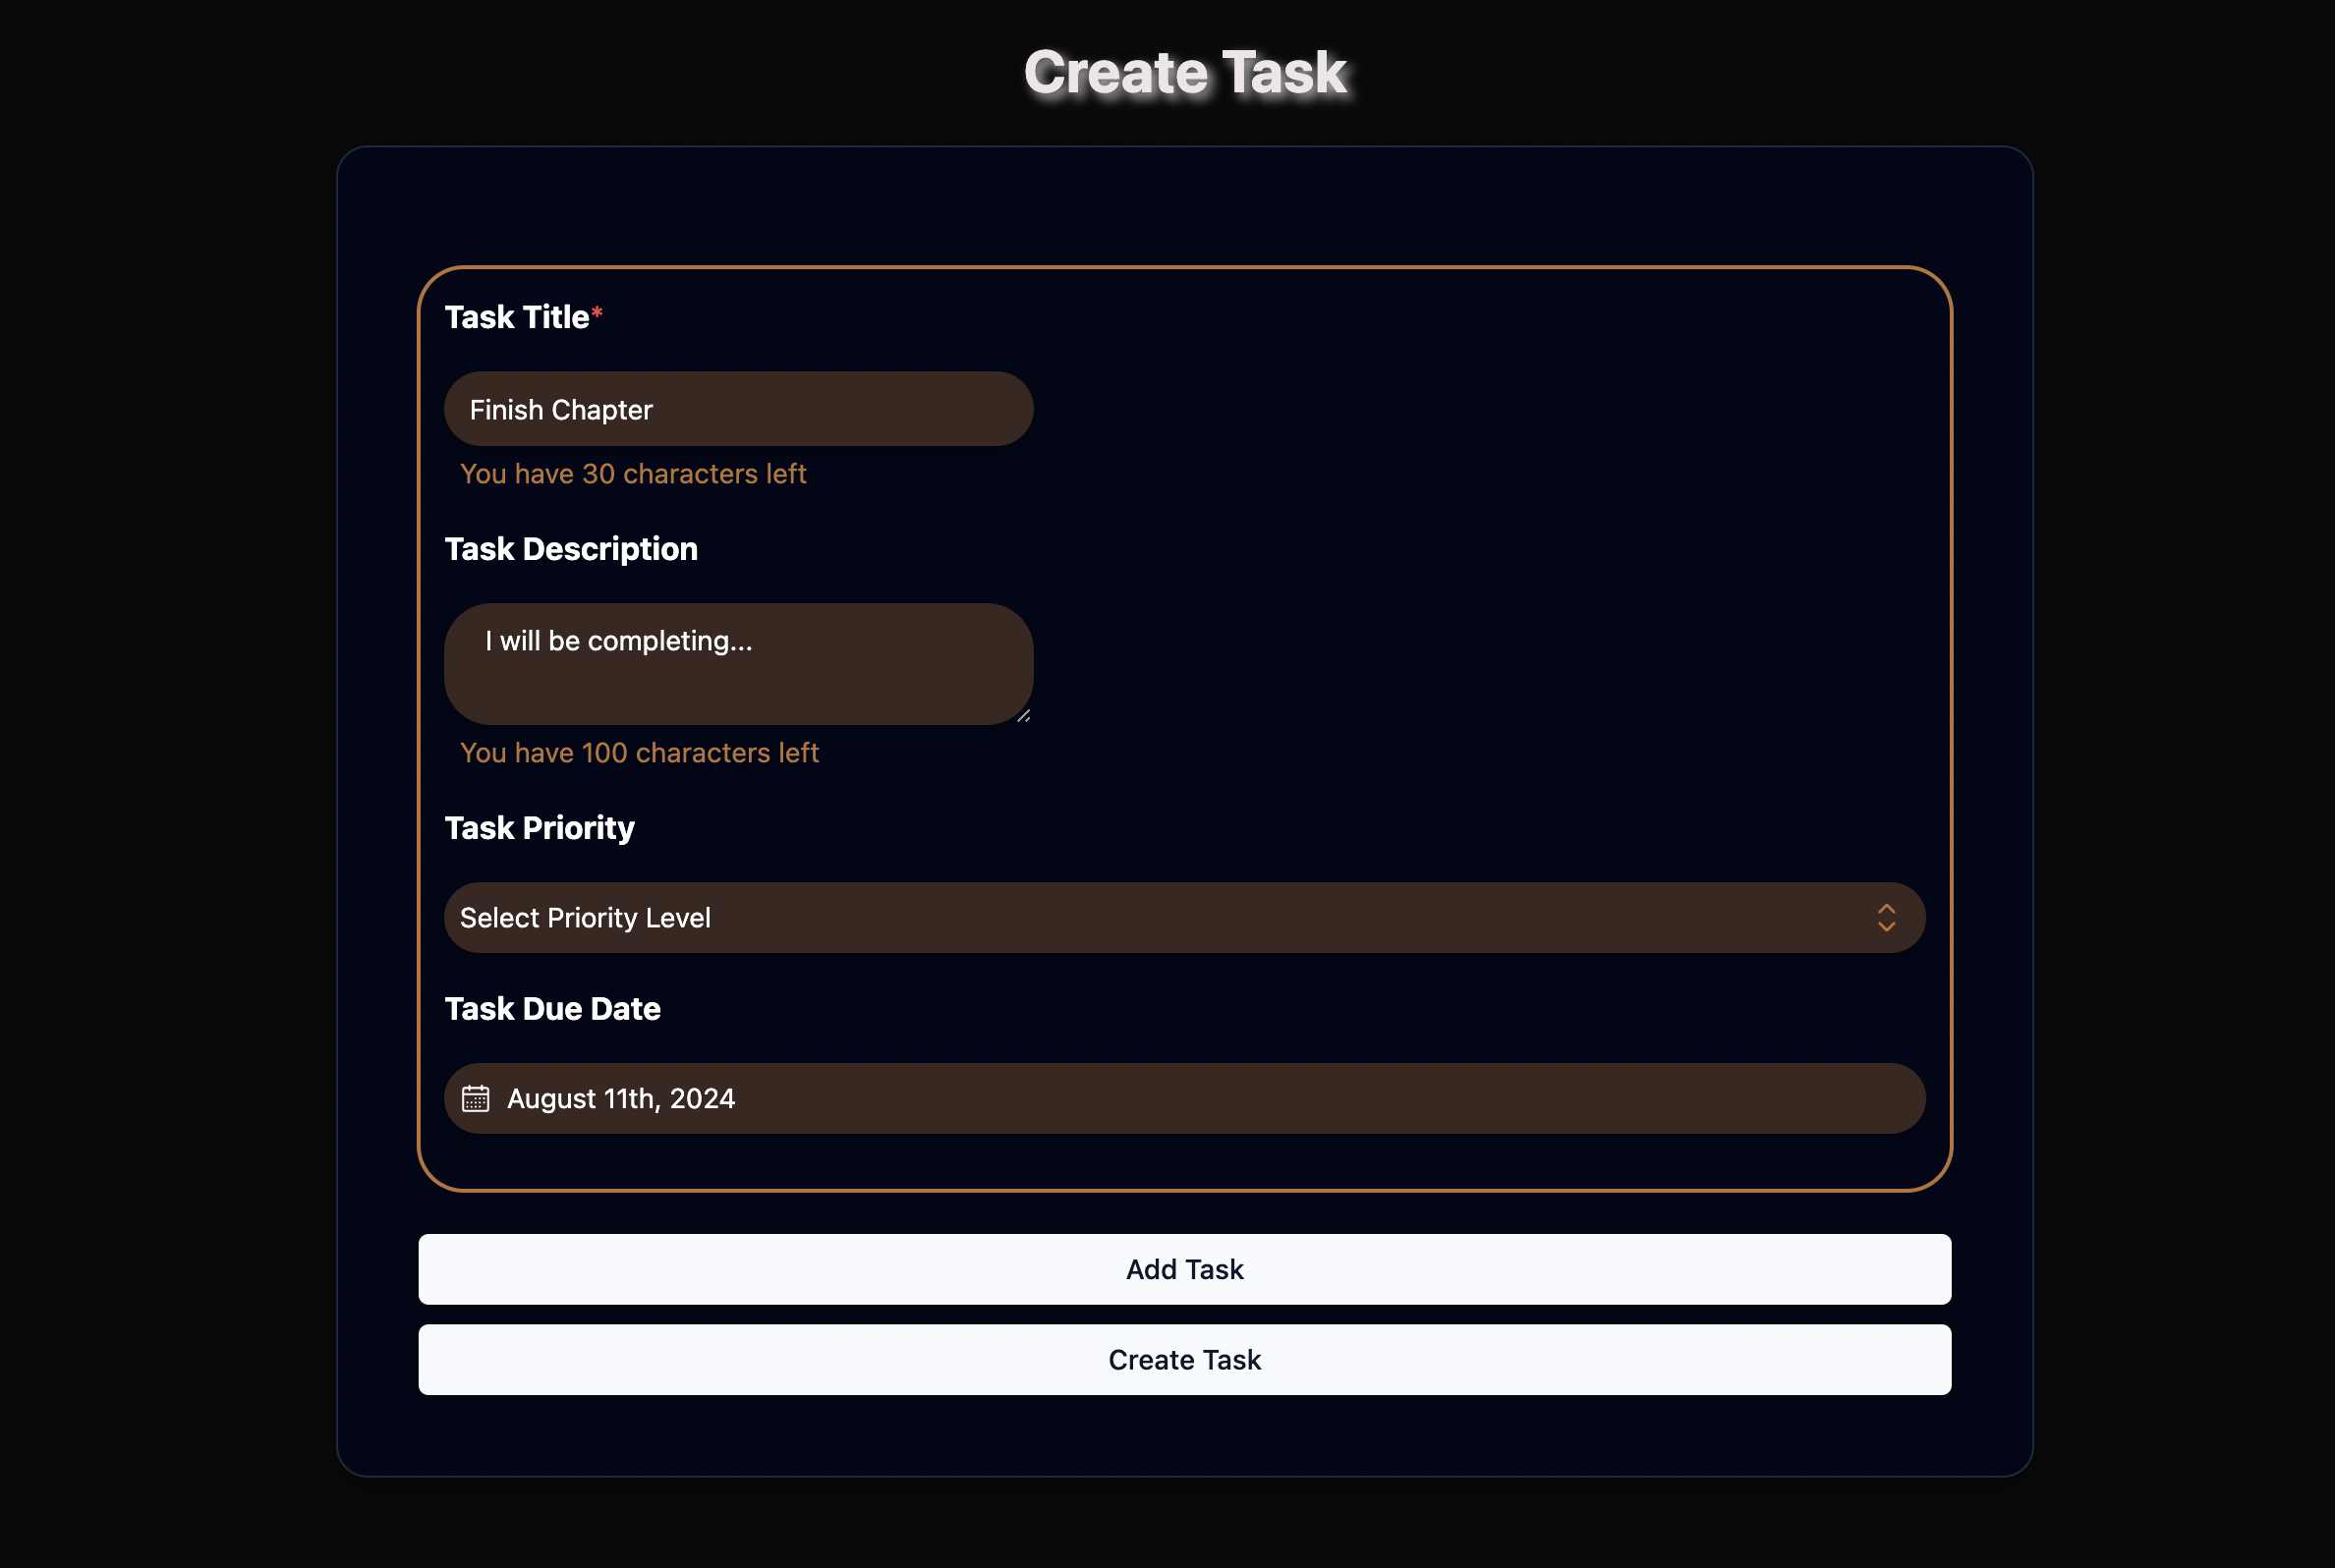 Create Task
Task Title*
Finish Chapter
You have 30 characters left
Task Description
I will be completing...
You have 100 characters left
Task Priority
Select Priority Level
Task Due Date
August 11th, 2024
Add Task
Create Task